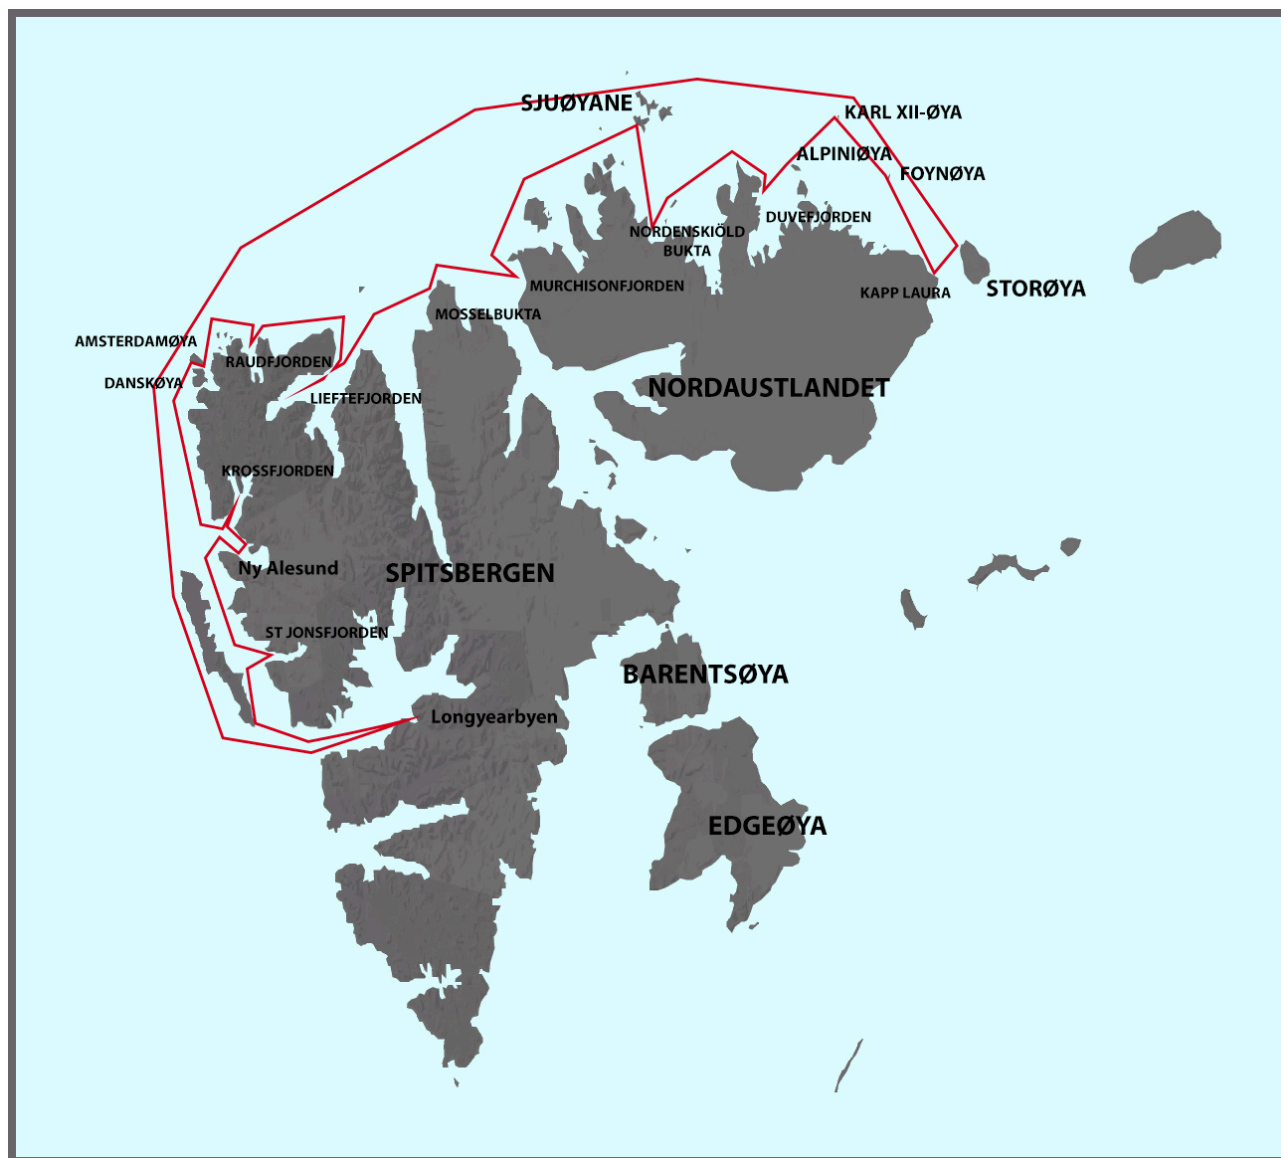 SJUØYANE
KARL XII-ØYA
ALPINIØYA
FOYNØYA
DUVEFJORDEN
NORDENSKIÖLD
BUKTA
MURCHISONFJORDEN
KAPP LAURA
STORØYA
MOSSELBUKTA
AMSTERDAMØYA
RAUDFJORDEN
DANSKØYA
LIEFTEFJORDEN
NORDAUSTLANDET
KROSSFJORDEN
Ny Alesund
SPITSBERGEN
ST JONSFJORDEN
BARENTSØYA
Longyearbyen
EDGEØYA